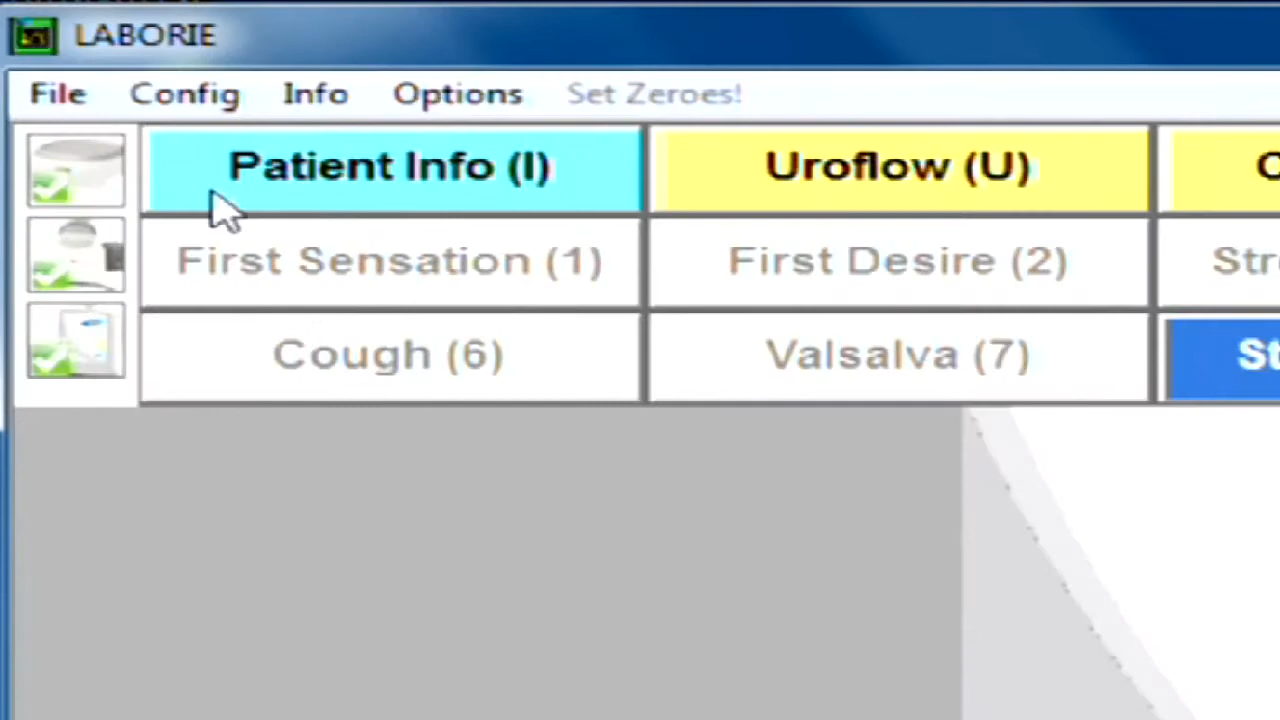 LABORIE
File Config Info Options Set Zeroes!
Patient Info (I) Uroflow (U)
First Sensation (1) First Desire (2)
Cough (6) Valsalva (7)